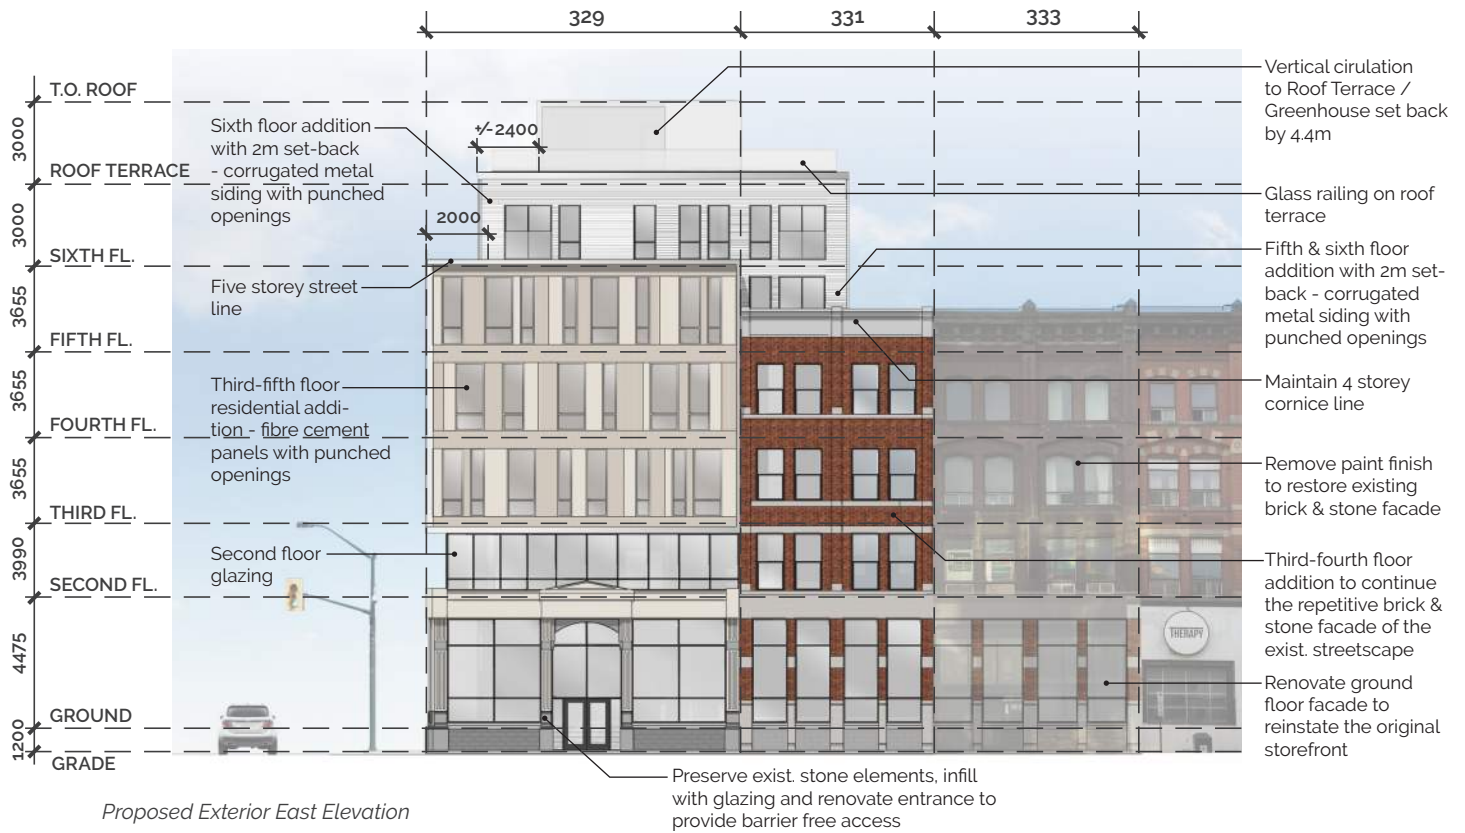 329
331
333
T.O. ROOF
3000
ROOF TERRACE
3000
SIXTH FL.
3655
FIFTH FL.
3655
FOURTH FL.
3655
THIRD FL.
3990
SECOND FL.
4475
GROUND
1200
GRADE
Sixth floor addition
with 2m set-back
- corrugated metal
siding with punched
openings
+/-2400
2000
Five storey street
line
Third-fifth floor
residential addi-
tion - fibre cement
panels with punched
openings
Second floor
glazing
Vertical cirulation
to Roof Terrace /
Greenhouse set back
by 4.4m
Glass railing on roof
terrace
Fifth & sixth floor
addition with 2m set-
back - corrugated
metal siding with
punched openings
Maintain 4 storey
cornice line
Remove paint finish
to restore existing
brick & stone facade
Third-fourth floor
addition to continue
the repetitive brick &
stone facade of the
exist. streetscape
THERAPY
Renovate ground
floor facade to
reinstate the original
storefront
Preserve exist. stone elements, infill
with glazing and renovate entrance to
provide barrier free access
Proposed Exterior East Elevation